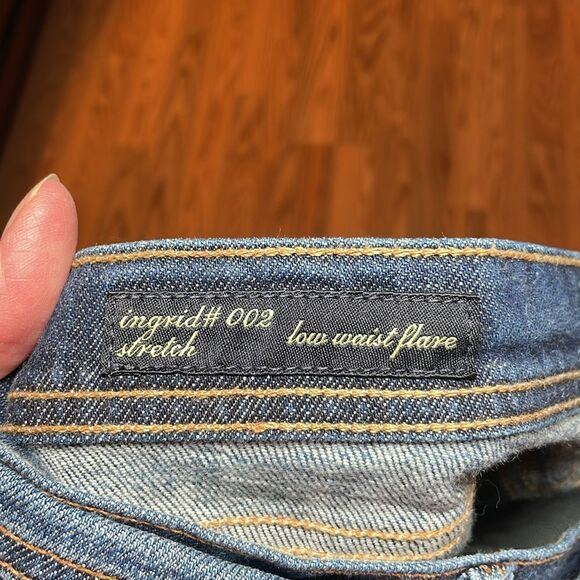 ingrid# 002
stretch
low waist flare